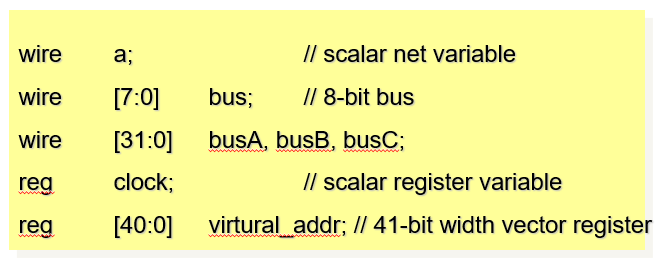 wire a; // scalar net variable
wire [7:0] bus; // 8-bit bus
wire [31:0] busA, busB, busC;
reg clock; // scalar register variable
reg [40:0] virtural_addr; // 41-bit width vector register